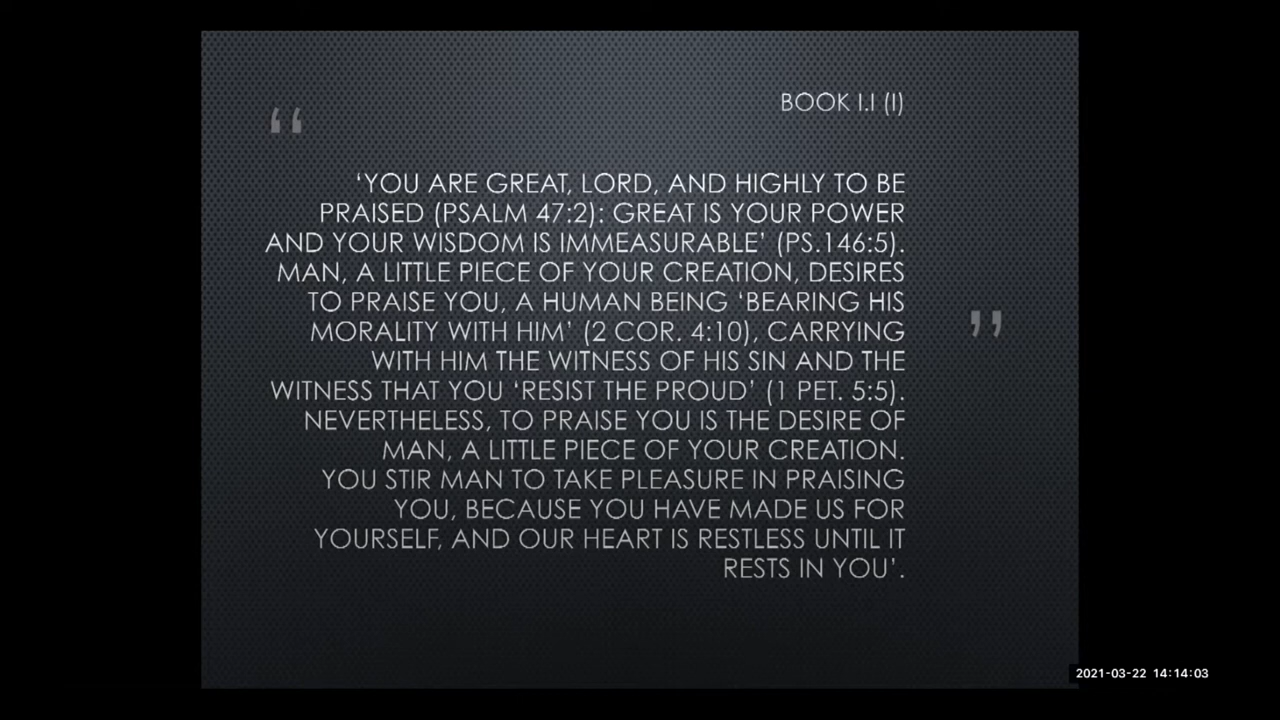 BOOK I.I (I)
“
‘YOU ARE GREAT, LORD, AND HIGHLY TO BE
PRAISED (PSALM 47:2): GREAT IS YOUR POWER
AND YOUR WISDOM IS IMMEASURABLE’ (PS.146:5).
MAN, A LITTLE PIECE OF YOUR CREATION, DESIRES
TO PRAISE YOU, A HUMAN BEING ‘BEARING HIS
MORALITY WITH HIM’ (2 COR. 4:10), CARRYING
WITH HIM THE WITNESS OF HIS SIN AND THE
WITNESS THAT YOU ‘RESIST THE PROUD’ (1 PET. 5:5).
NEVERTHELESS, TO PRAISE YOU IS THE DESIRE OF
MAN, A LITTLE PIECE OF YOUR CREATION.
YOU STIR MAN TO TAKE PLEASURE IN PRAISING
YOU, BECAUSE YOU HAVE MADE US FOR
YOURSELF, AND OUR HEART IS RESTLESS UNTIL IT
RESTS IN YOU’.
”
2021-03-22 14:14:03